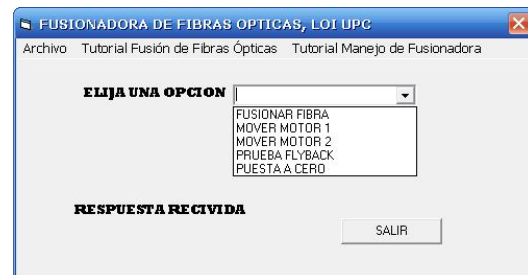 FUSIONADORA DE FIBRAS OPTICAS, LOI UPC
Archivo Tutorial Fusión de Fibras Ópticas Tutorial Manejo de Fusionadora
ELIJA UNA OPCION
FUSIONAR FIBRA
MOVER MOTOR 1
MOVER MOTOR 2
PRUEBA FLYBACK
PUESTA A CERO
RESPUESTA RECIVIDA
SALIR